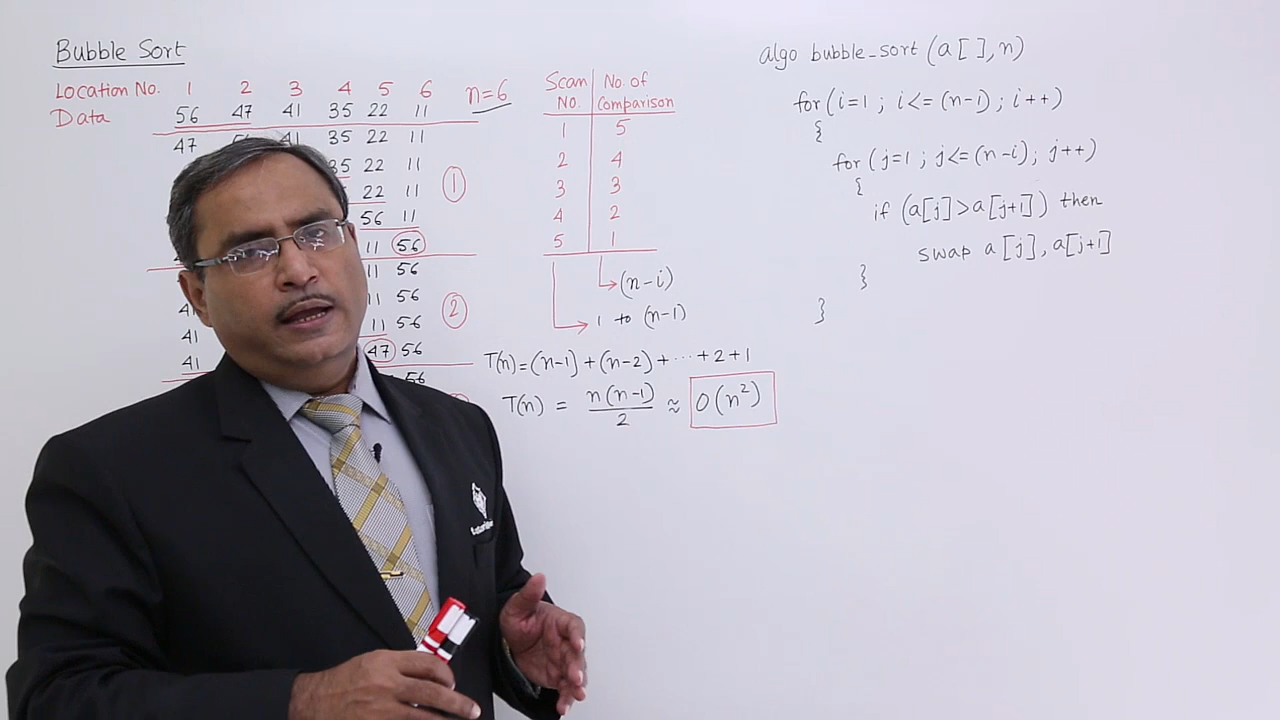 Bubble Sort
Location No. 1 2 3 4 5 6 n=6
Data 56 47 41 35 22 11
47 41 35 22 11
35 22 11
22 11 1
56 11
11 56
11 56
11 56 2
41 11 56
41 47 56
56
Scan No. No. of Comparison
1 5
2 4
3 3
4 2
5 1
(n-i)
1 to (n-1)
T(n)=(n-1)+(n-2)+⋯+2+1
T(n) = n(n-1)/2 ≈ O(n²)
algo bubble_sort(a[ ],n)
for(i=1 ; i<=(n-1) ; i++)
{
for(j=1 ; j<=(n-i); j++)
{
if (a[j]>a[j+1]) then
swap a[j], a[j+1]
}
}